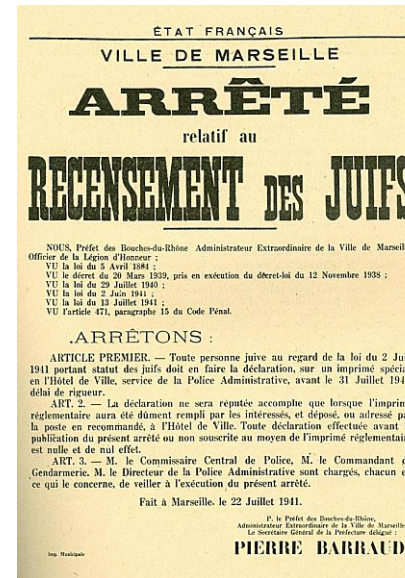 ÉTAT FRANÇAIS
VILLE DE MARSEILLE
ARRÊTÉ
relatif au
RECENSEMENT DES JUIFS
NOUS, Préfet des Bouches-du-Rhône Administrateur Extraordinaire de la Ville de Marseil
Officier de la Légion d'Honneur ;
VU la loi du 5 Avril 1884 ;
VU le décret du 20 Mars 1939, pris en exécution du décret-loi du 12 Novembre 1938 ;
VU la loi du 29 Juillet 1940 ;
VU la loi du 2 Juin 1941 ;
VU la loi du 13 Juillet 1941 ;
VU l'article 471, paragraphe 15 du Code Pénal.
ARRÊTONS :
ARTICLE PREMIER. — Toute personne juive au regard de la loi du 2 Jui
1941 portant statut des juifs doit en faire la déclaration, sur un imprimé spécia
en l'Hôtel de Ville, service de la Police Administrative, avant le 31 Juillet 194
délai de rigueur.
ART. 2. — La déclaration ne sera réputée accomplie que lorsque l'imprim
réglementaire aura été dûment rempli par les intéressés, et déposé, ou adressé pa
la poste en recommandé, à l'Hôtel de Ville. Toute déclaration effectuée avant
publication du présent arrêté ou non souscrite au moyen de l'imprimé réglementair
est nulle et de nul effet.
ART. 3. — M. le Commissaire Central de Police, M. le Commandant d
Gendarmerie. M. le Directeur de la Police Administrative sont chargés, chacun e
ce qui le concerne, de veiller à l'exécution du présent arrêté.
Fait à Marseille, le 22 Juillet 1941.
P. le Préfet des Bouches-du-Rhône,
Administrateur Extraordinaire de la Ville de Marseille
Le Secrétaire Général de la Préfecture délégué :
PIERRE BARRAUD
Imp. Municipale